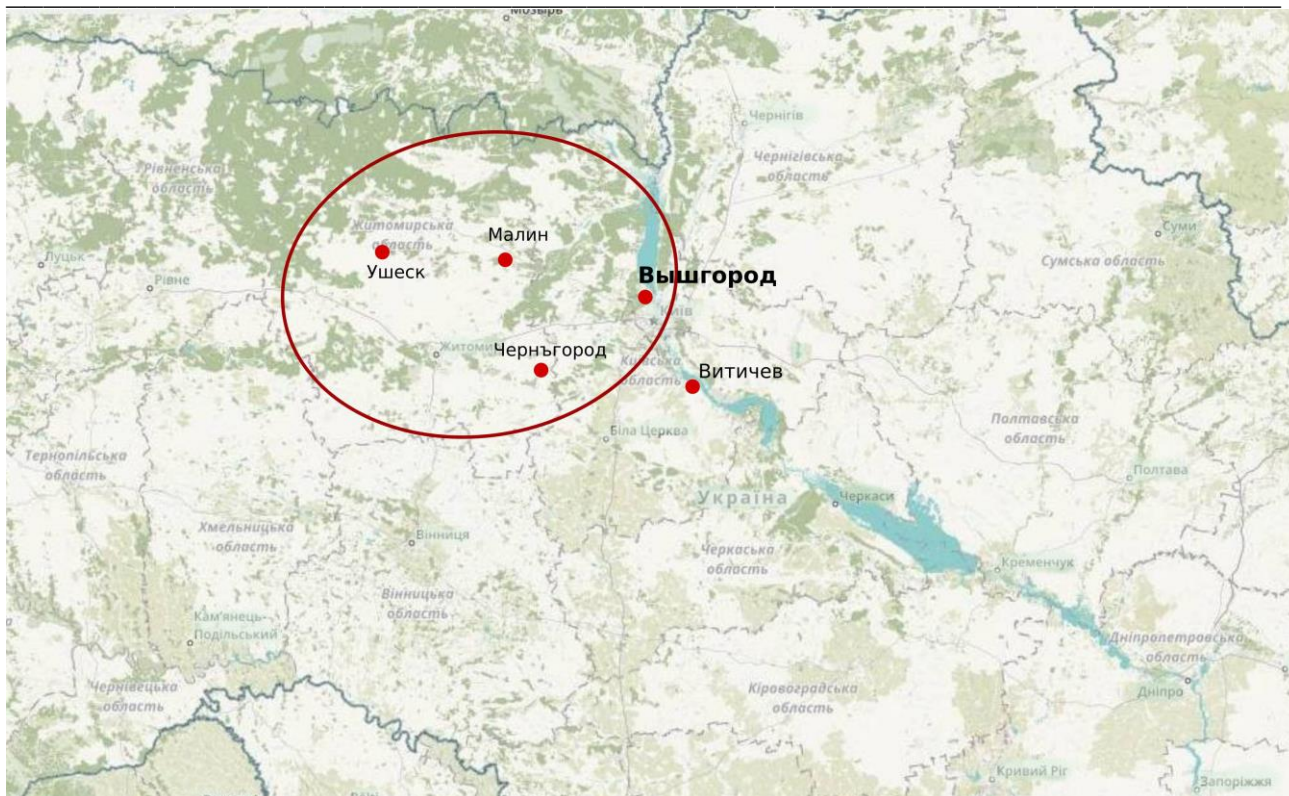 Мозырь
Чернігів
Рівненська
область
Чернігівська
область
Житомирська
область
Малин
Ушеск
Суми
Луцьк
Сумська область
Рівне
Вышгород
Київ
Житомир
Чернъгород
Київська
область
Витичев
Полтавська
область
Біла Церква
Тернопільська
область
Полтава
Україна
Черкаси
Хмельницька
область
Вінниця
Черкаська
область
Кременчук
Вінницька
область
Кам'янець-
Подільський
Дніпропетровська
область
Чернівецька
область
Кіровоградська
область
Дніпро
Кривий Ріг
Запоріжжя